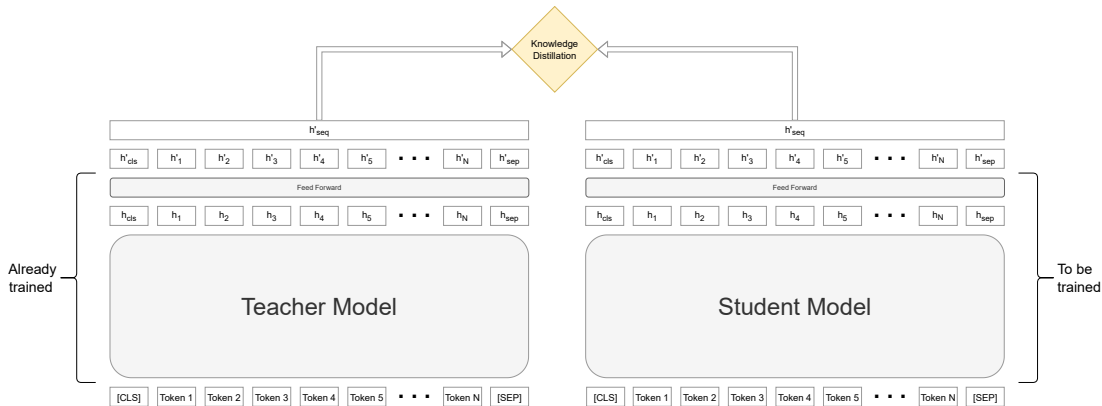 Knowledge
Distillation
h'seq h'seq
h'cls h'1 h'2 h'3 h'4 h'5 ... h'N h'sep h'cls h'1 h'2 h'3 h'4 h'5 ... h'N h'sep
Feed Forward Feed Forward
hcls h1 h2 h3 h4 h5 ... hN hsep hcls h1 h2 h3 h4 h5 ... hN hsep
Already
trained
Teacher Model Student Model
To be
trained
[CLS] Token 1 Token 2 Token 3 Token 4 Token 5 ... Token N [SEP] [CLS] Token 1 Token 2 Token 3 Token 4 Token 5 ... Token N [SEP]